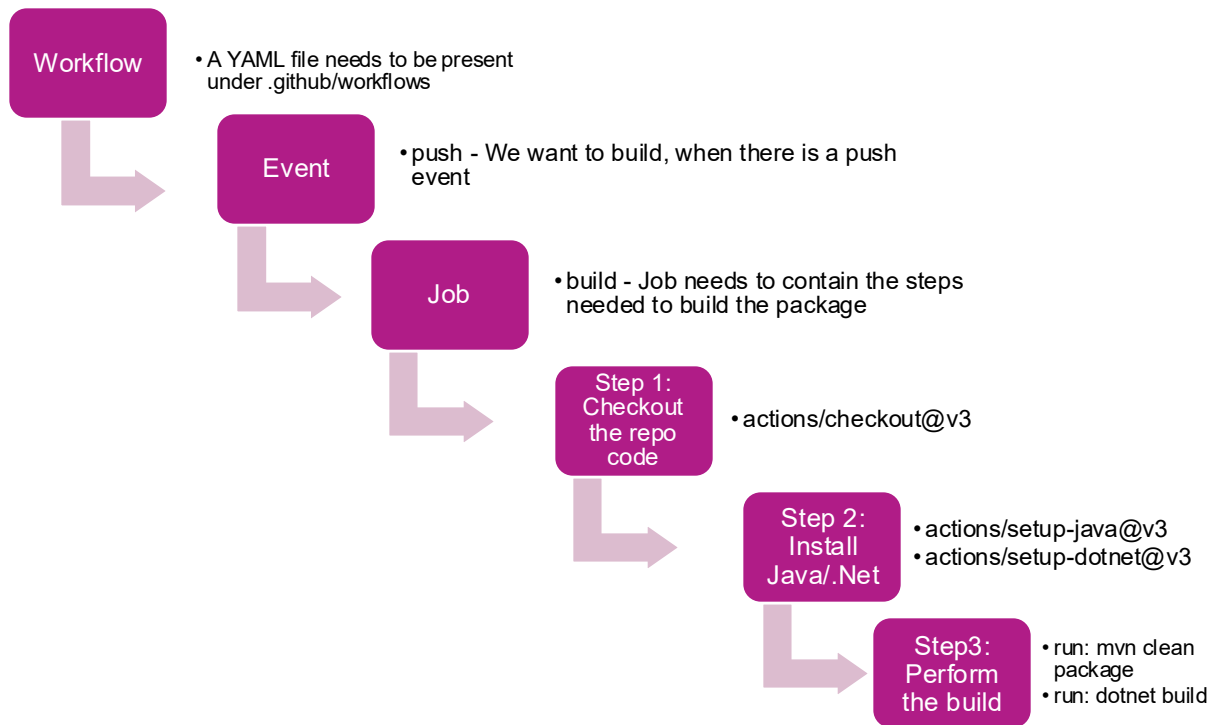 Workflow
• A YAML file needs to be present
under .github/workflows
Event
• push - We want to build, when there is a push
event
Job
• build - Job needs to contain the steps
needed to build the package
Step 1:
Checkout
the repo
code
• actions/checkout@v3
Step 2:
Install
Java/.Net
• actions/setup-java@v3
• actions/setup-dotnet@v3
Step3:
Perform
the build
• run: mvn clean
package
• run: dotnet build